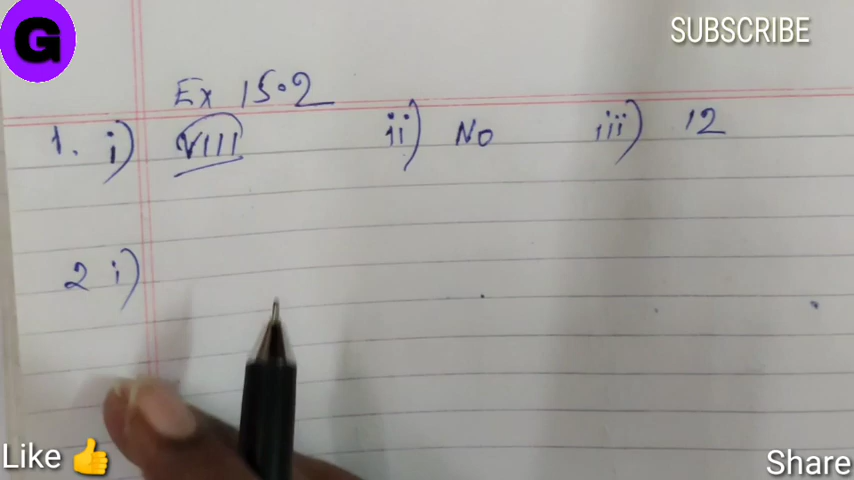 G
SUBSCRIBE
Ex 15.2
1. i) VIII ii) No iii) 12
2 i)
Like 👍
Share